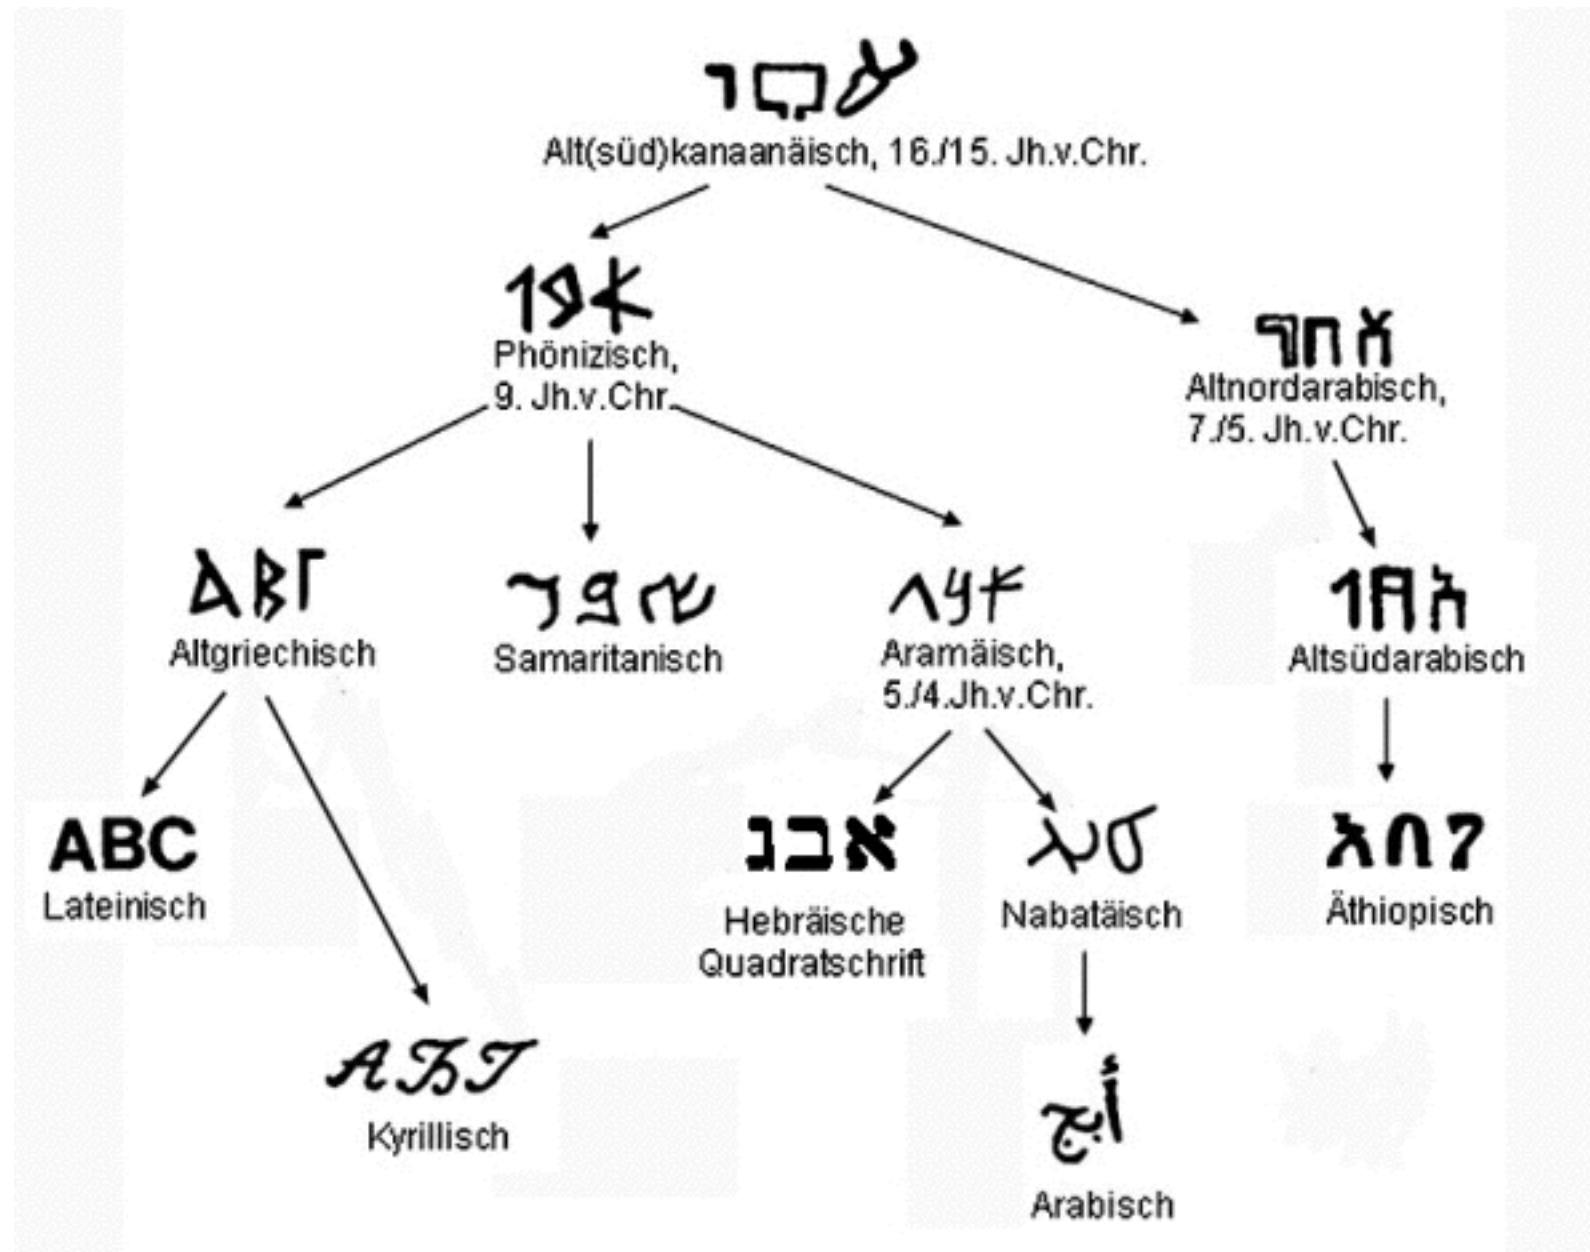 Alt(süd)kanaanäisch, 16./15. Jh.v.Chr.
Phönizisch,
9. Jh.v.Chr.
Altnordarabisch,
7./5. Jh.v.Chr.
Altgriechisch
Samaritanisch
Aramäisch,
5./4.Jh.v.Chr.
Altsüdarabisch
ABC
Lateinisch
אבג
Hebräische
Quadratschrift
Nabatäisch
አበገ
Äthiopisch
АБГ
Kyrillisch
أبج
Arabisch